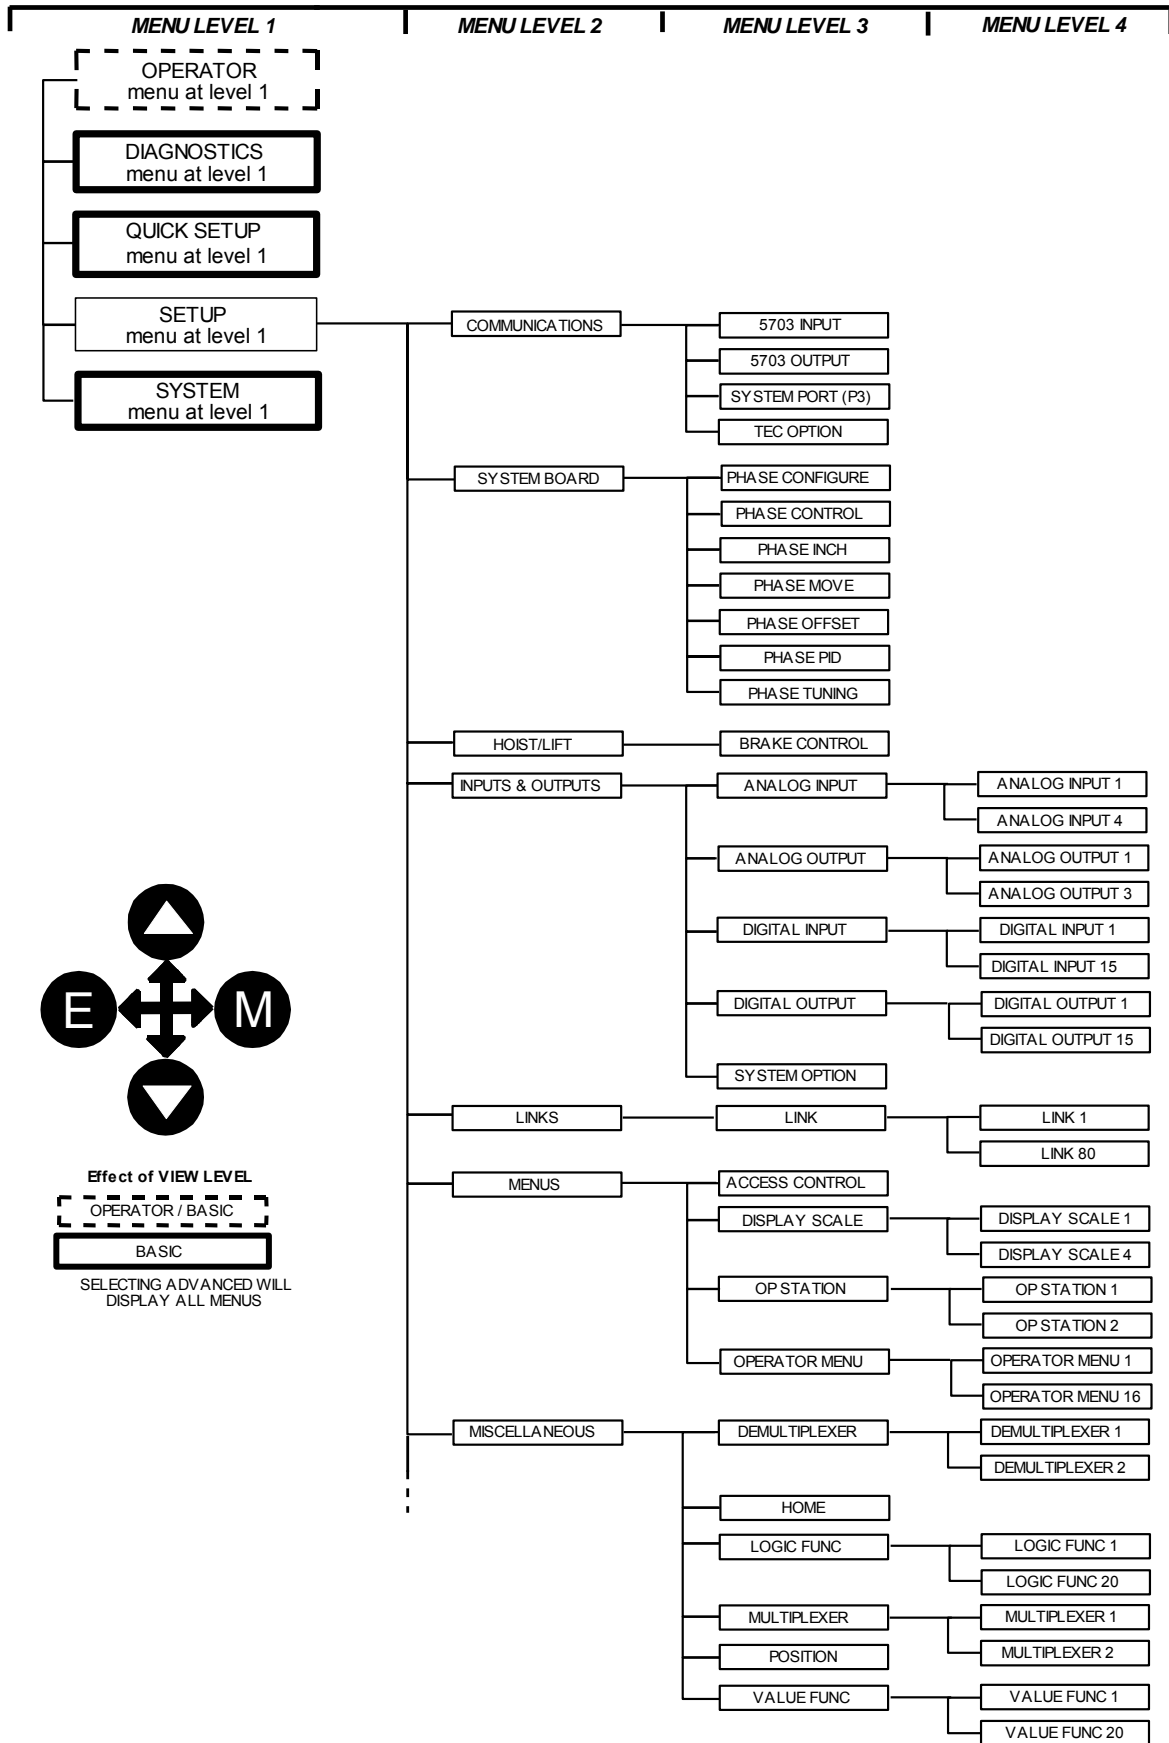 MENU LEVEL 1
MENU LEVEL 2
MENU LEVEL 3
MENU LEVEL 4
OPERATOR
menu at level 1
DIAGNOSTICS
menu at level 1
QUICK SETUP
menu at level 1
SETUP
menu at level 1
SYSTEM
menu at level 1
COMMUNICATIONS
5703 INPUT
5703 OUTPUT
SYSTEM PORT (P3)
TEC OPTION
SYSTEM BOARD
PHASE CONFIGURE
PHASE CONTROL
PHASE INCH
PHASE MOVE
PHASE OFFSET
PHASE PID
PHASE TUNING
HOIST/LIFT
BRAKE CONTROL
INPUTS & OUTPUTS
ANALOG INPUT
ANALOG INPUT 1
ANALOG INPUT 4
ANALOG OUTPUT
ANALOG OUTPUT 1
ANALOG OUTPUT 3
DIGITAL INPUT
DIGITAL INPUT 1
DIGITAL INPUT 15
DIGITAL OUTPUT
DIGITAL OUTPUT 1
DIGITAL OUTPUT 15
SYSTEM OPTION
LINKS
LINK
LINK 1
LINK 80
MENUS
ACCESS CONTROL
DISPLAY SCALE
DISPLAY SCALE 1
DISPLAY SCALE 4
OP STATION
OP STATION 1
OP STATION 2
OPERATOR MENU
OPERATOR MENU 1
OPERATOR MENU 16
MISCELLANEOUS
DEMULTIPLEXER
DEMULTIPLEXER 1
DEMULTIPLEXER 2
HOME
LOGIC FUNC
LOGIC FUNC 1
LOGIC FUNC 20
MULTIPLEXER
MULTIPLEXER 1
MULTIPLEXER 2
POSITION
VALUE FUNC
VALUE FUNC 1
VALUE FUNC 20
E
M
Effect of VIEW LEVEL
OPERATOR / BASIC
BASIC
SELECTING ADVANCED WILL
DISPLAY ALL MENUS